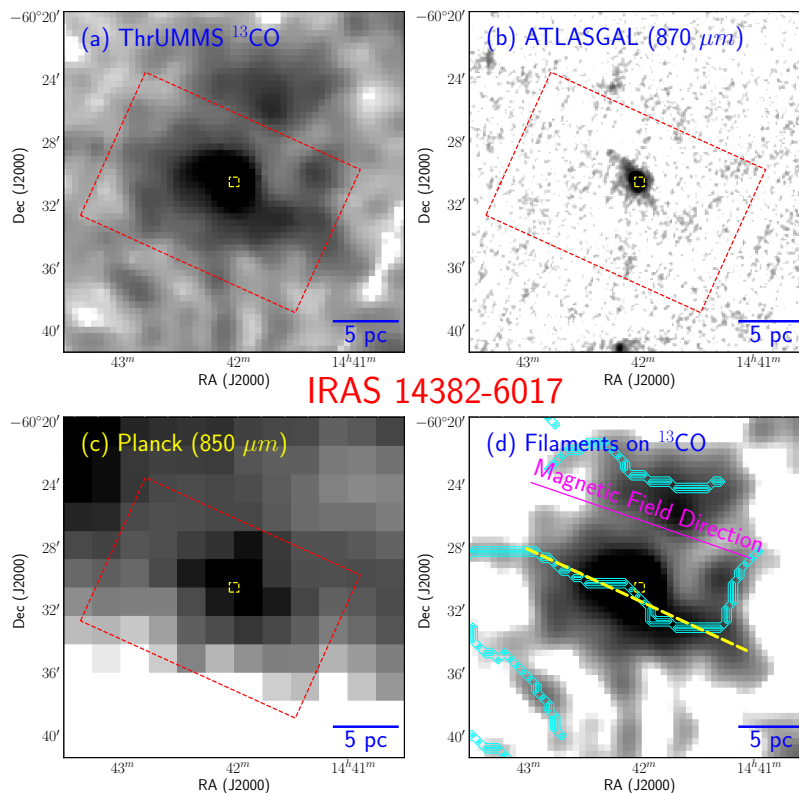 (a) ThrUMMS ¹³CO
−60°20′
24′
28′
32′
36′
40′
Dec (J2000)
43ᵐ
42ᵐ
14ʰ41ᵐ
RA (J2000)
5 pc
(b) ATLASGAL (870 μm)
−60°20′
24′
28′
32′
36′
40′
Dec (J2000)
43ᵐ
42ᵐ
14ʰ41ᵐ
RA (J2000)
5 pc
IRAS 14382-6017
(c) Planck (850 μm)
−60°20′
24′
28′
32′
36′
40′
Dec (J2000)
43ᵐ
42ᵐ
14ʰ41ᵐ
RA (J2000)
5 pc
(d) Filaments on ¹³CO
Magnetic Field Direction
−60°20′
24′
28′
32′
36′
40′
Dec (J2000)
43ᵐ
42ᵐ
14ʰ41ᵐ
RA (J2000)
5 pc